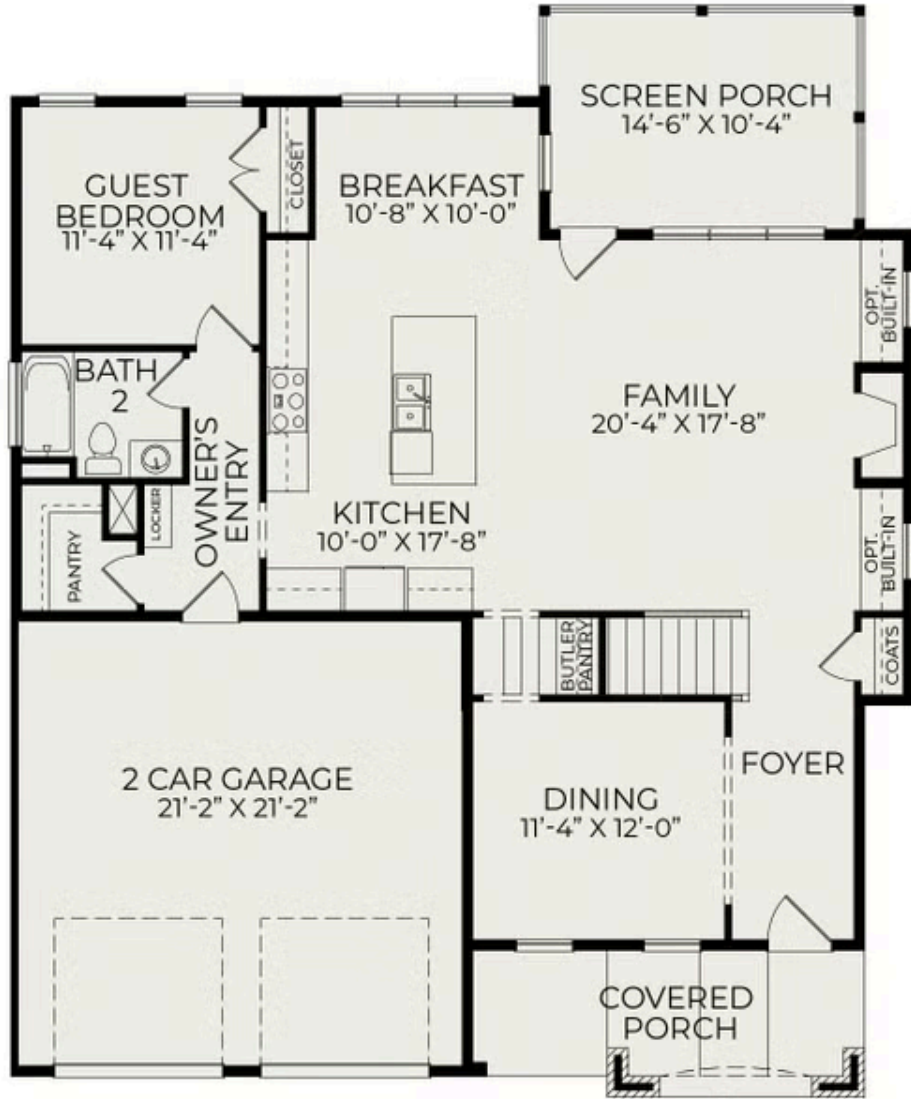 SCREEN PORCH
14'-6" X 10'-4"
CLOSET
GUEST
BEDROOM
11'-4" X 11'-4"
BREAKFAST
10'-8" X 10'-0"
OPT.
BUILT-IN
BATH
2
FAMILY
20'-4" X 17'-8"
OWNER'S
ENTRY
LOCKER
PANTRY
KITCHEN
10'-0" X 17'-8"
OPT.
BUILT-IN
BUTLER
PANTRY
COATS
2 CAR GARAGE
21'-2" X 21'-2"
DINING
11'-4" X 12'-0"
FOYER
COVERED
PORCH